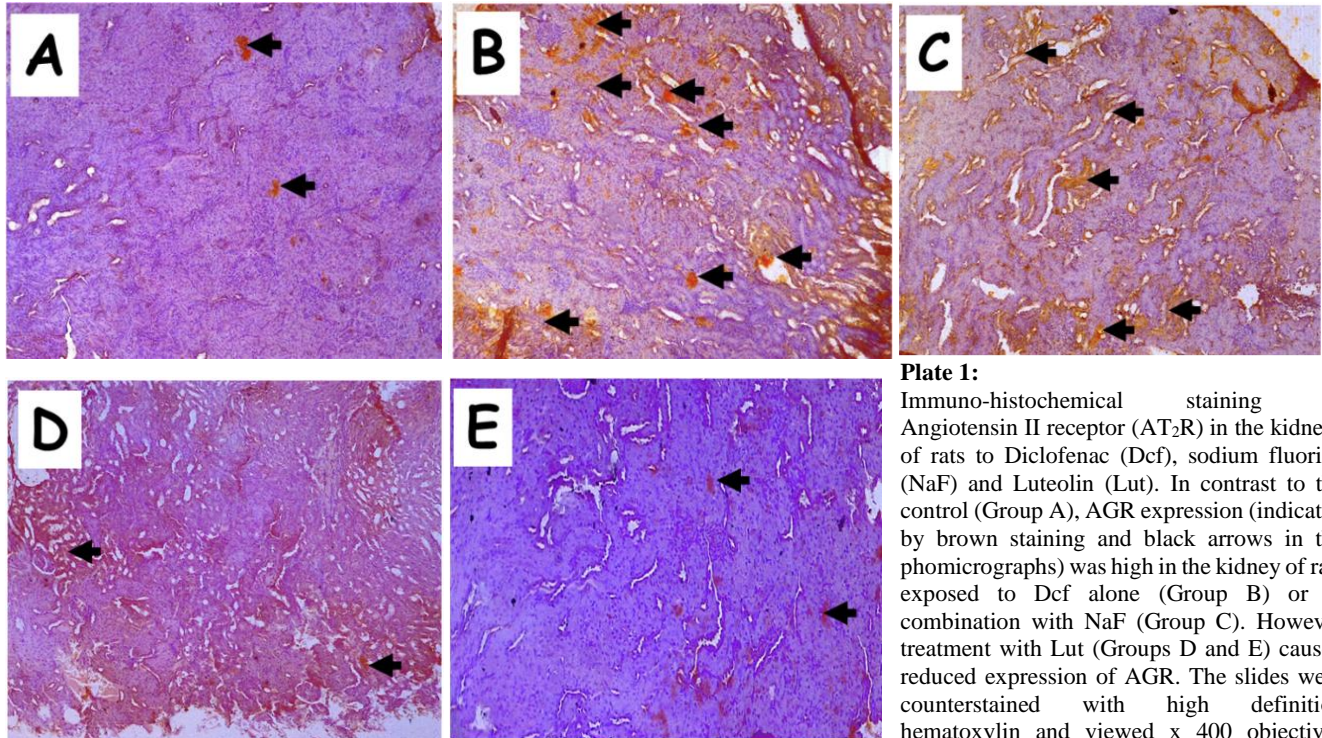 A
B
C
D
E
Plate 1:
Immuno-histochemical staining
Angiotensin II receptor (AT₂R) in the kidney
of rats to Diclofenac (Dcf), sodium fluori
(NaF) and Luteolin (Lut). In contrast to t
control (Group A), AGR expression (indicat
by brown staining and black arrows in t
phomicrographs) was high in the kidney of ra
exposed to Dcf alone (Group B) or
combination with NaF (Group C). Howev
treatment with Lut (Groups D and E) caus
reduced expression of AGR. The slides we
counterstained with high definitio
hematoxylin and viewed x 400 objectiv